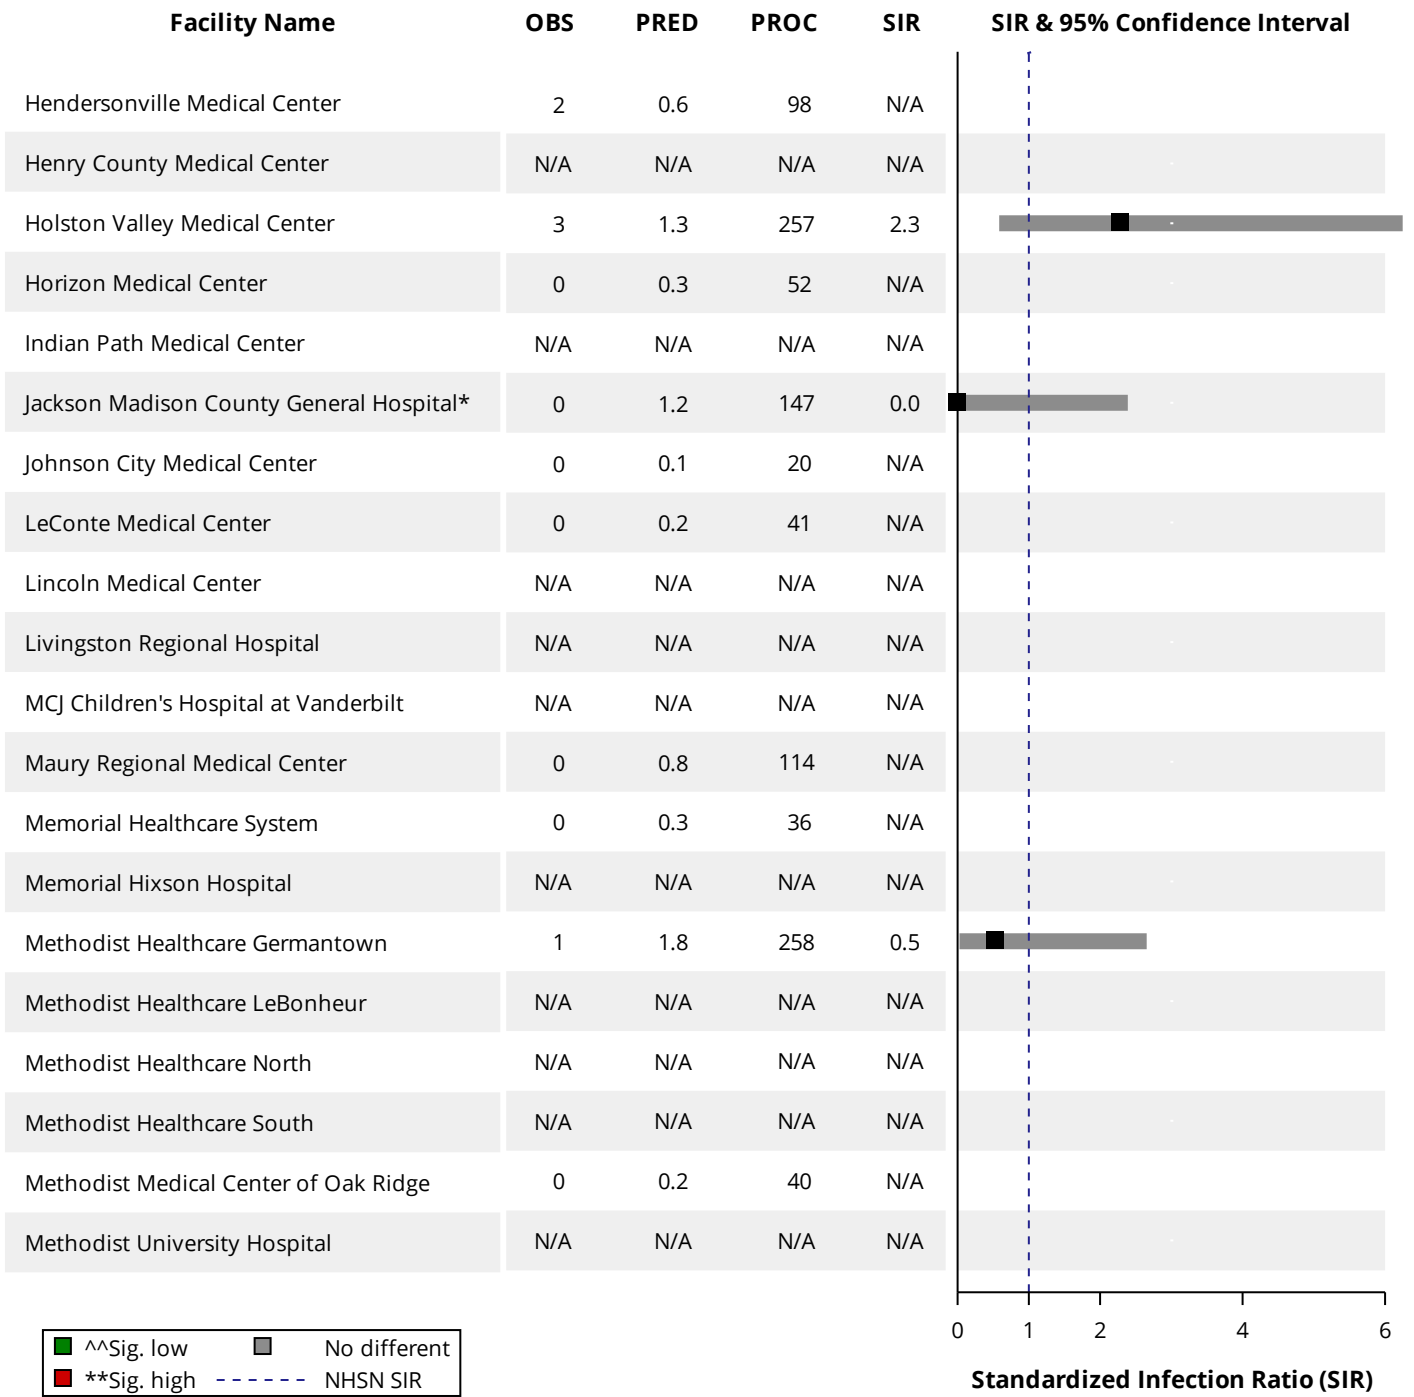 Facility Name OBS PRED PROC SIR SIR & 95% Confidence Interval
Hendersonville Medical Center 2 0.6 98 N/A
Henry County Medical Center N/A N/A N/A N/A
Holston Valley Medical Center 3 1.3 257 2.3
Horizon Medical Center 0 0.3 52 N/A
Indian Path Medical Center N/A N/A N/A N/A
Jackson Madison County General Hospital* 0 1.2 147 0.0
Johnson City Medical Center 0 0.1 20 N/A
LeConte Medical Center 0 0.2 41 N/A
Lincoln Medical Center N/A N/A N/A N/A
Livingston Regional Hospital N/A N/A N/A N/A
MCJ Children's Hospital at Vanderbilt N/A N/A N/A N/A
Maury Regional Medical Center 0 0.8 114 N/A
Memorial Healthcare System 0 0.3 36 N/A
Memorial Hixson Hospital N/A N/A N/A N/A
Methodist Healthcare Germantown 1 1.8 258 0.5
Methodist Healthcare LeBonheur N/A N/A N/A N/A
Methodist Healthcare North N/A N/A N/A N/A
Methodist Healthcare South N/A N/A N/A N/A
Methodist Medical Center of Oak Ridge 0 0.2 40 N/A
Methodist University Hospital N/A N/A N/A N/A
0 1 2 4 6
Standardized Infection Ratio (SIR)
^^Sig. low No different
**Sig. high NHSN SIR